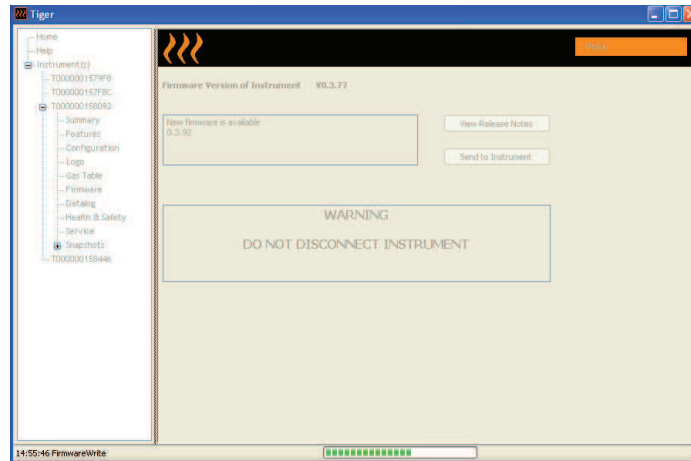 Tiger
Home
Help
Instrument(s)
T0000001579F8
T000000157FBC
T000000158092
Summary
Features
Configuration
Logo
Gas Table
Firmware
Datalog
Health & Safety
Service
Snapshots
T000000158446
Firmware Version of Instrument V0.3.77
New firmware is available
0.3.92
View Release Notes
Send to Instrument
WARNING
DO NOT DISCONNECT INSTRUMENT
14:55:46 FirmwareWrite